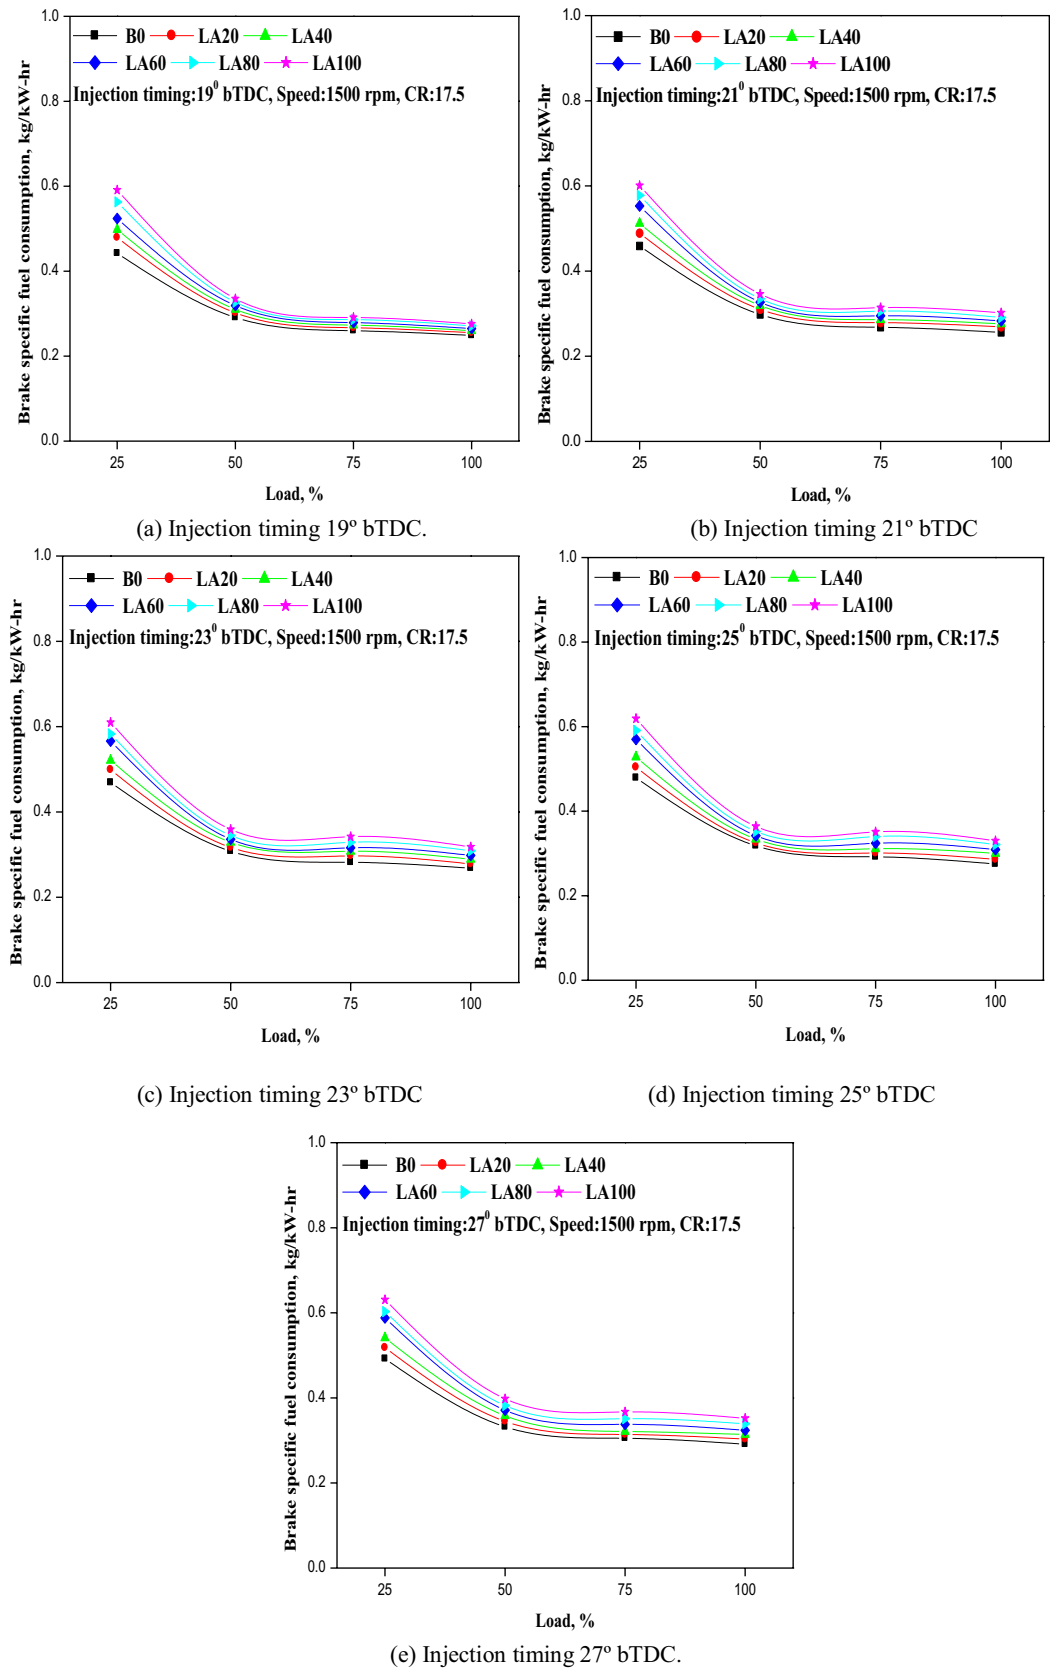 1.0
B0 LA20 LA40
LA60 LA80 LA100
Injection timing:19⁰ bTDC, Speed:1500 rpm, CR:17.5
0.8
0.6
0.4
0.2
0.0
Brake specific fuel consumption, kg/kW-hr
25 50 75 100
Load, %
(a) Injection timing 19º bTDC.
1.0
B0 LA20 LA40
LA60 LA80 LA100
Injection timing:21⁰ bTDC, Speed:1500 rpm, CR:17.5
0.8
0.6
0.4
0.2
0.0
Brake specific fuel consumption, kg/kW-hr
25 50 75 100
Load, %
(b) Injection timing 21º bTDC
1.0
B0 LA20 LA40
LA60 LA80 LA100
Injection timing:23⁰ bTDC, Speed:1500 rpm, CR:17.5
0.8
0.6
0.4
0.2
0.0
Brake specific fuel consumption, kg/kW-hr
25 50 75 100
Load, %
(c) Injection timing 23º bTDC
1.0
B0 LA20 LA40
LA60 LA80 LA100
Injection timing:25⁰ bTDC, Speed:1500 rpm, CR:17.5
0.8
0.6
0.4
0.2
0.0
Brake specific fuel consumption, kg/kW-hr
25 50 75 100
Load, %
(d) Injection timing 25º bTDC
1.0
B0 LA20 LA40
LA60 LA80 LA100
Injection timing:27⁰ bTDC, Speed:1500 rpm, CR:17.5
0.8
0.6
0.4
0.2
0.0
Brake specific fuel consumption, kg/kW-hr
25 50 75 100
Load, %
(e) Injection timing 27º bTDC.